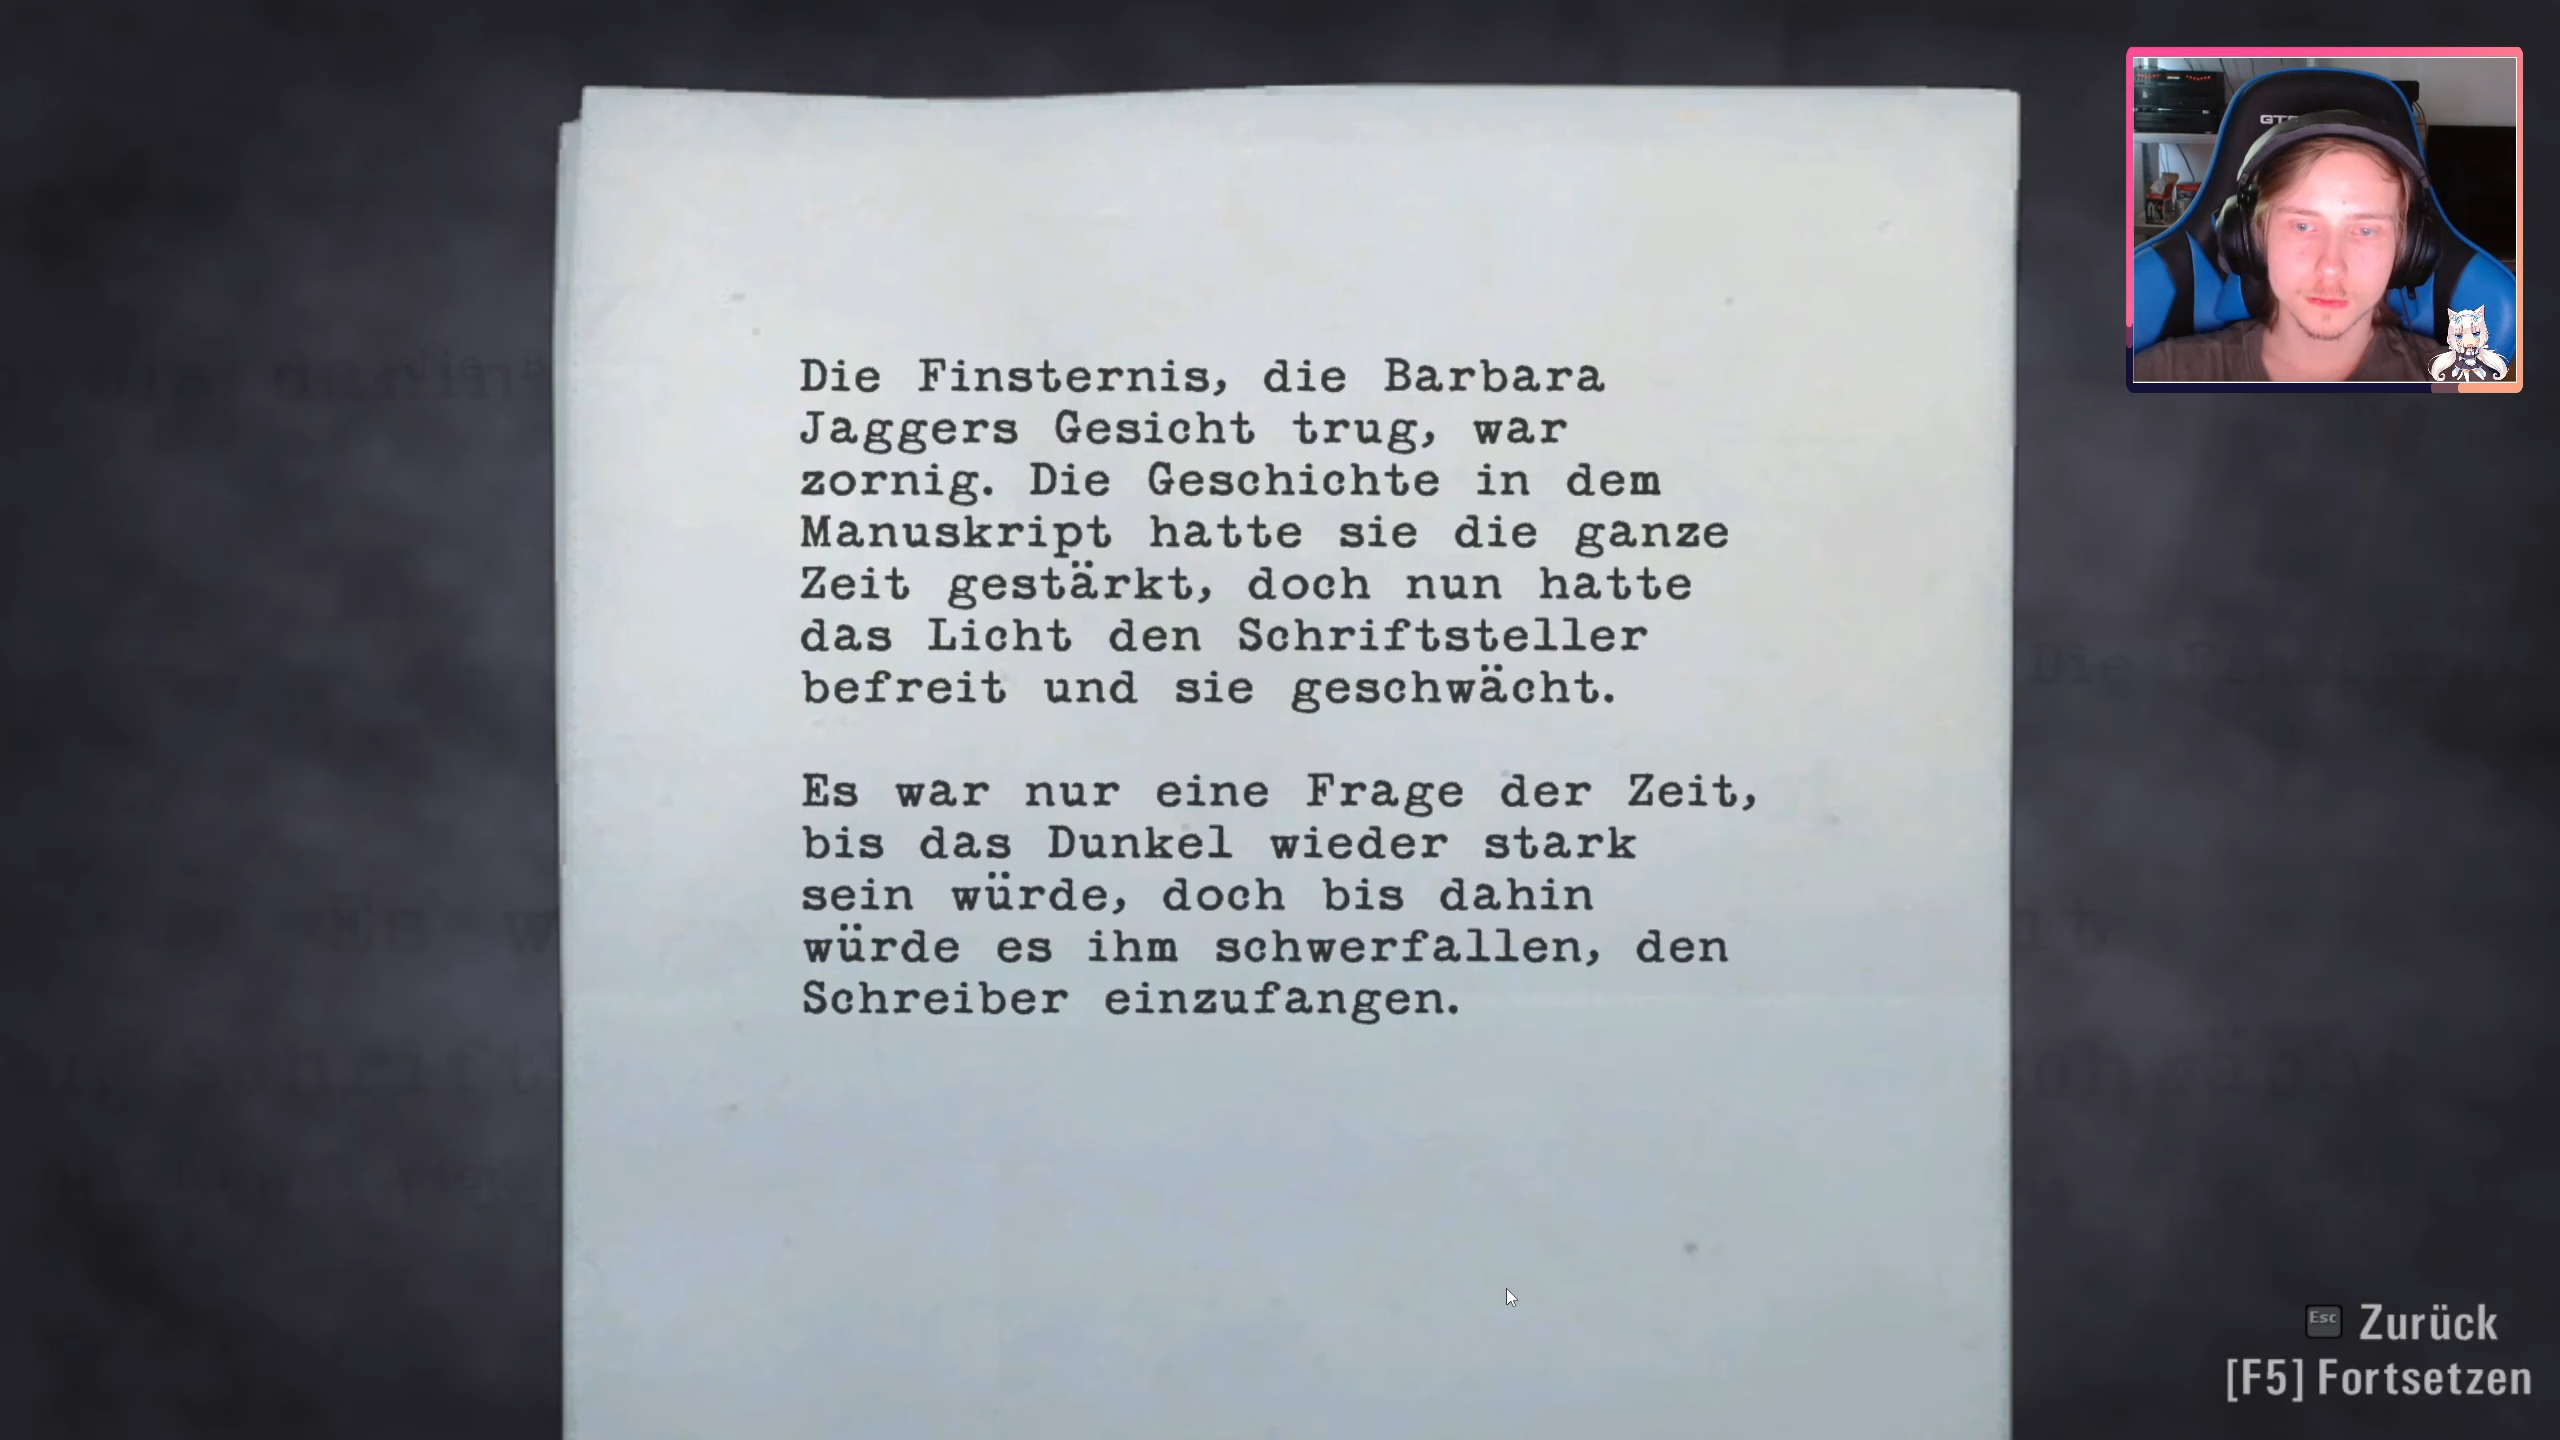 Die Finsternis, die Barbara
Jaggers Gesicht trug, war
zornig. Die Geschichte in dem
Manuskript hatte sie die ganze
Zeit gestärkt, doch nun hatte
das Licht den Schriftsteller
befreit und sie geschwächt.
Es war nur eine Frage der Zeit,
bis das Dunkel wieder stark
sein würde, doch bis dahin
würde es ihm schwerfallen, den
Schreiber einzufangen.
Esc Zurück
[F5] Fortsetzen